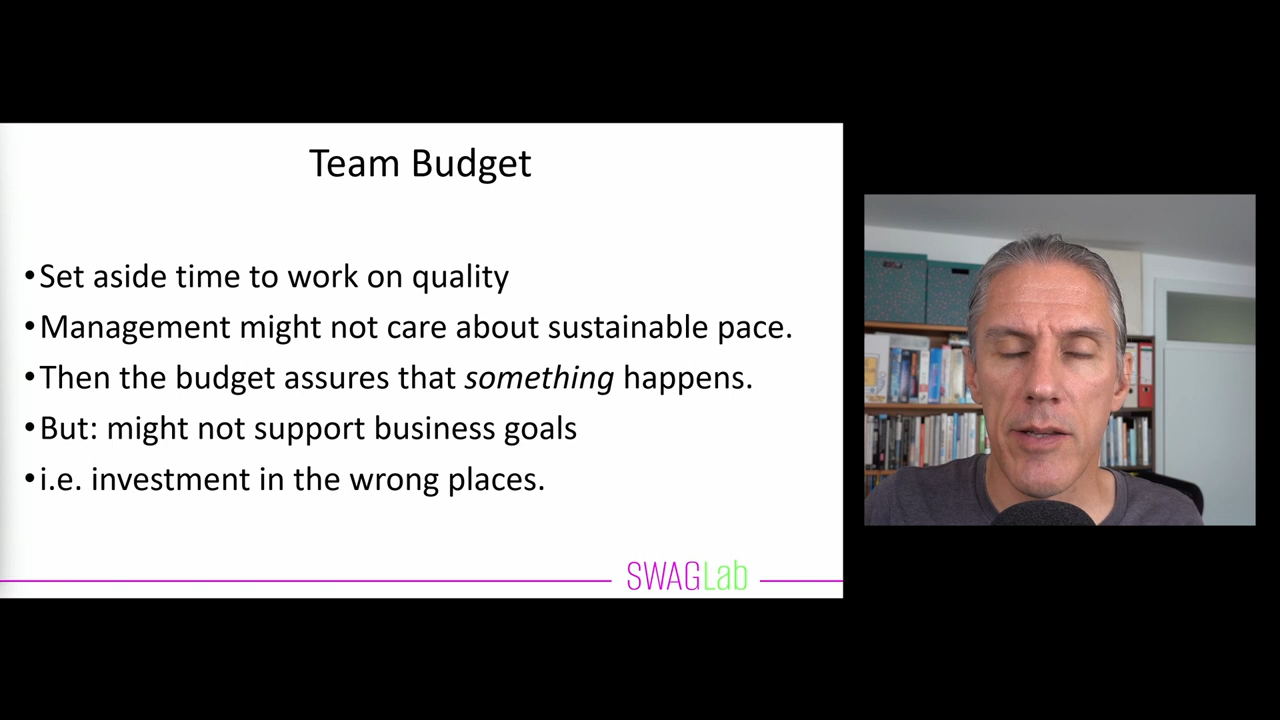 Team Budget
•Set aside time to work on quality
•Management might not care about sustainable pace.
•Then the budget assures that something happens.
•But: might not support business goals
•i.e. investment in the wrong places.
SWAGLab